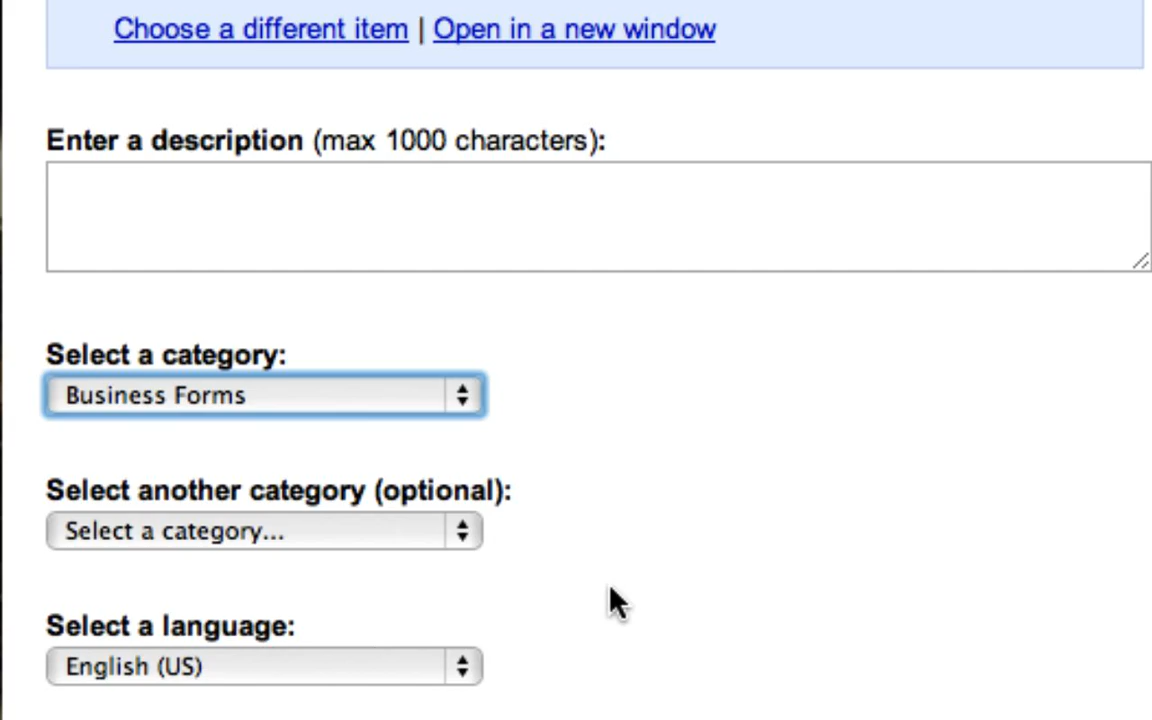 Choose a different item | Open in a new window
Enter a description (max 1000 characters):
Select a category:
Business Forms
Select another category (optional):
Select a category...
Select a language:
English (US)